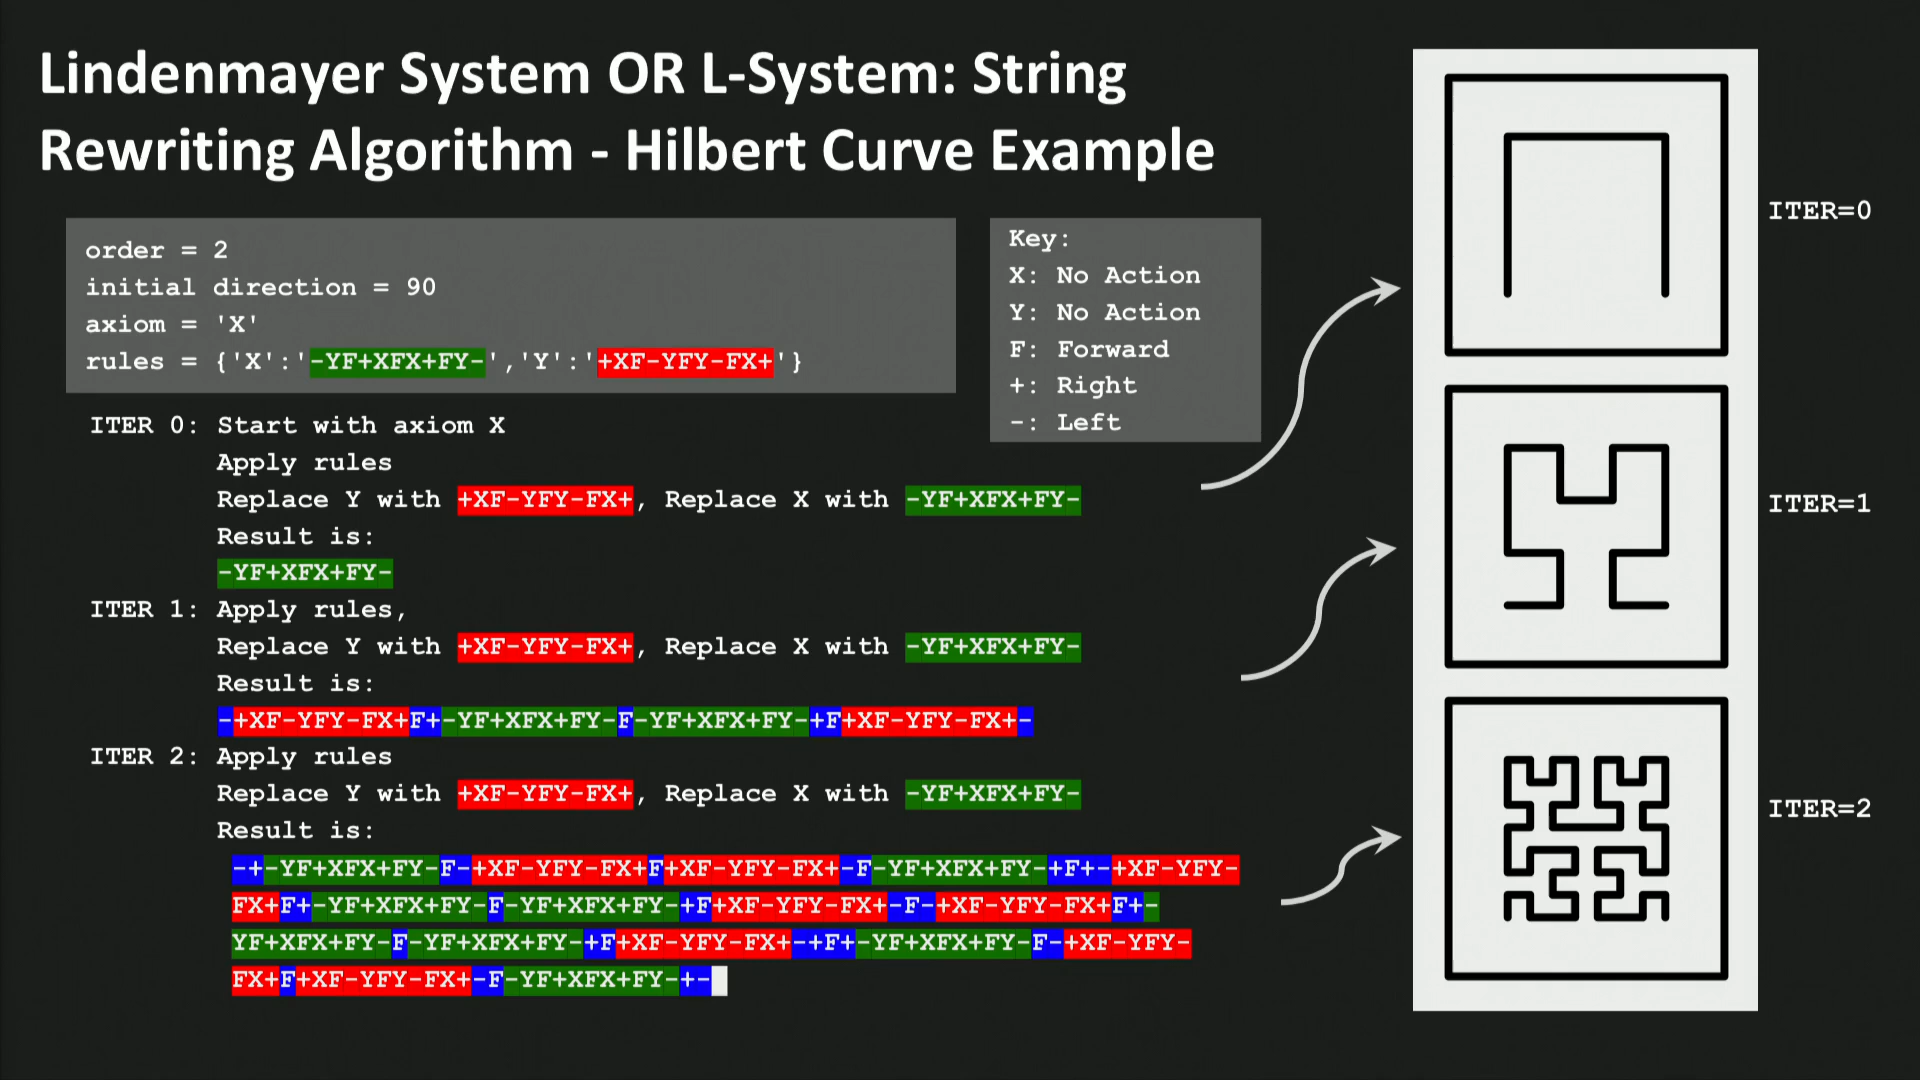 Lindenmayer System OR L-System: String
Rewriting Algorithm - Hilbert Curve Example
order = 2
initial direction = 90
axiom = 'X'
rules = {'X':'-YF+XFX+FY-','Y':'+XF-YFY-FX+'}
Key:
X: No Action
Y: No Action
F: Forward
+: Right
-: Left
ITER 0: Start with axiom X
Apply rules
Replace Y with +XF-YFY-FX+, Replace X with -YF+XFX+FY-
Result is:
-YF+XFX+FY-
ITER 1: Apply rules,
Replace Y with +XF-YFY-FX+, Replace X with -YF+XFX+FY-
Result is:
-+XF-YFY-FX+F+-YF+XFX+FY-F-YF+XFX+FY-+F+XF-YFY-FX+-
ITER 2: Apply rules
Replace Y with +XF-YFY-FX+, Replace X with -YF+XFX+FY-
Result is:
-+-YF+XFX+FY-F-+XF-YFY-FX+F+XF-YFY-FX+-F-YF+XFX+FY-+F+-+XF-YFY-
FX+F+-YF+XFX+FY-F-YF+XFX+FY-+F+XF-YFY-FX+-F-+XF-YFY-FX+F+-
YF+XFX+FY-F-YF+XFX+FY-+F+XF-YFY-FX+-+F+-YF+XFX+FY-F-+XF-YFY-
FX+F+XF-YFY-FX+-F-YF+XFX+FY-+-
ITER=0
ITER=1
ITER=2